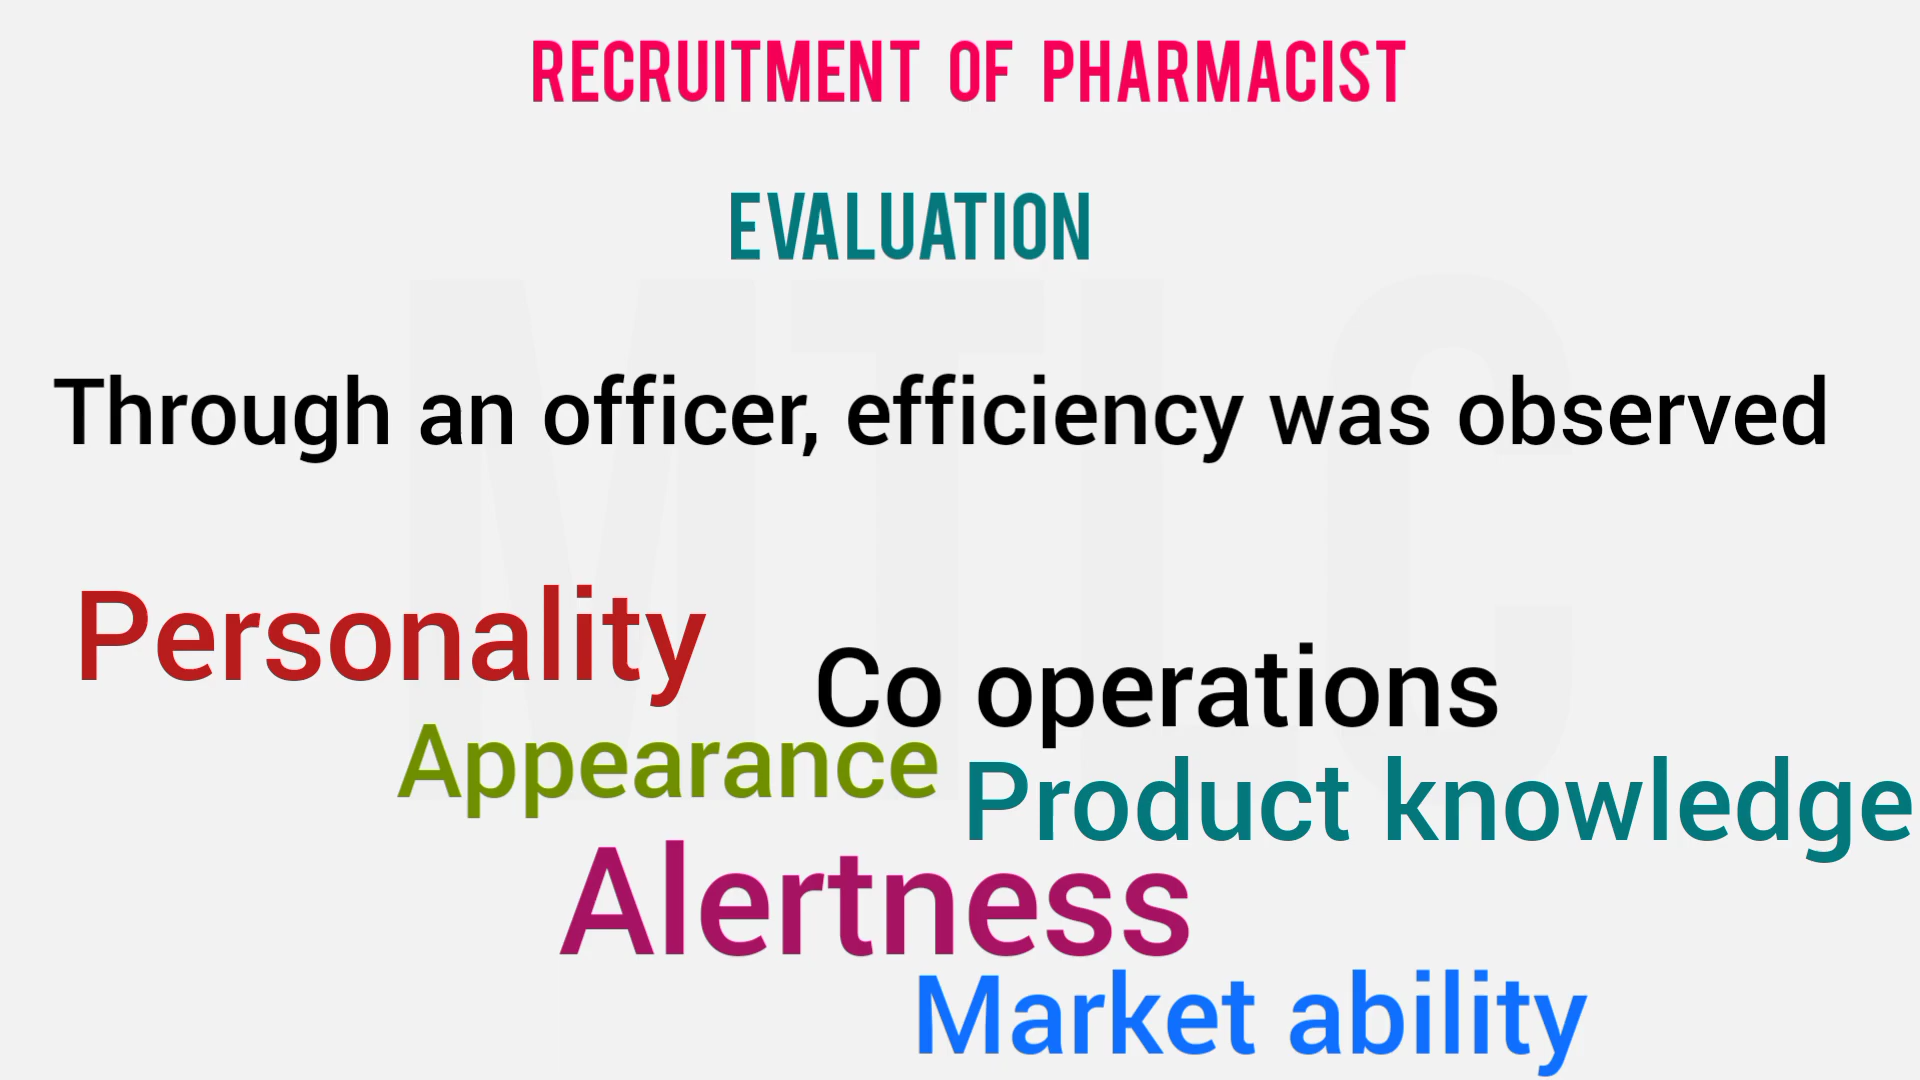 RECRUITMENT OF PHARMACIST
EVALUATION
MTLC
Through an officer, efficiency was observed
Personality
Co operations
Appearance
Product knowledge
Alertness
Market ability